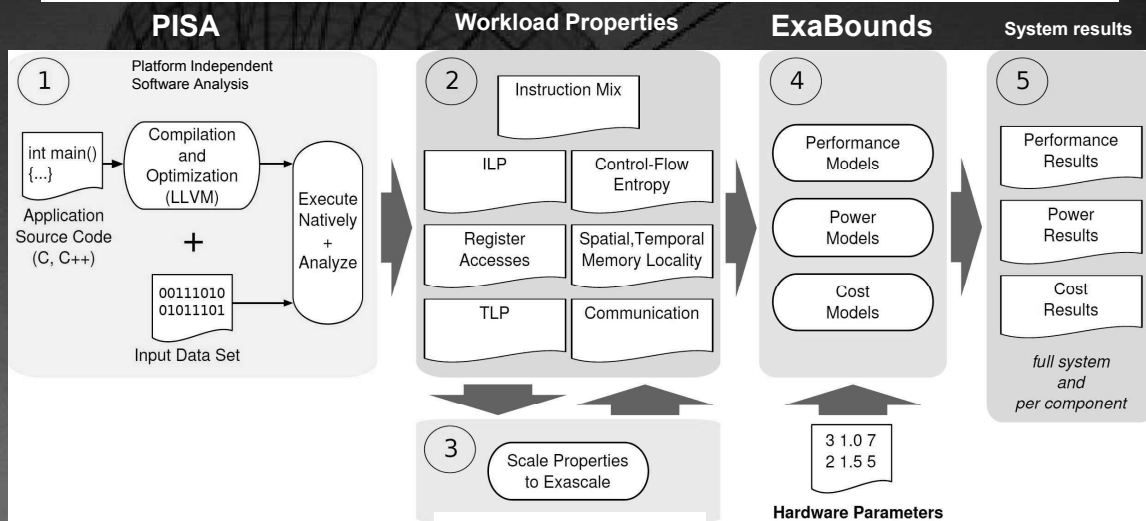 PISA
Workload Properties
ExaBounds
System results
1
Platform Independent
Software Analysis
int main()
{...}
Application
Source Code
(C, C++)
Compilation
and
Optimization
(LLVM)
+
00111010
01011101
Input Data Set
Execute
Natively
+
Analyze
2
Instruction Mix
ILP
Control-Flow
Entropy
Register
Accesses
Spatial,Temporal
Memory Locality
TLP
Communication
3
Scale Properties
to Exascale
4
Performance
Models
Power
Models
Cost
Models
3 1.0 7
2 1.5 5
Hardware Parameters
5
Performance
Results
Power
Results
Cost
Results
full system
and
per component